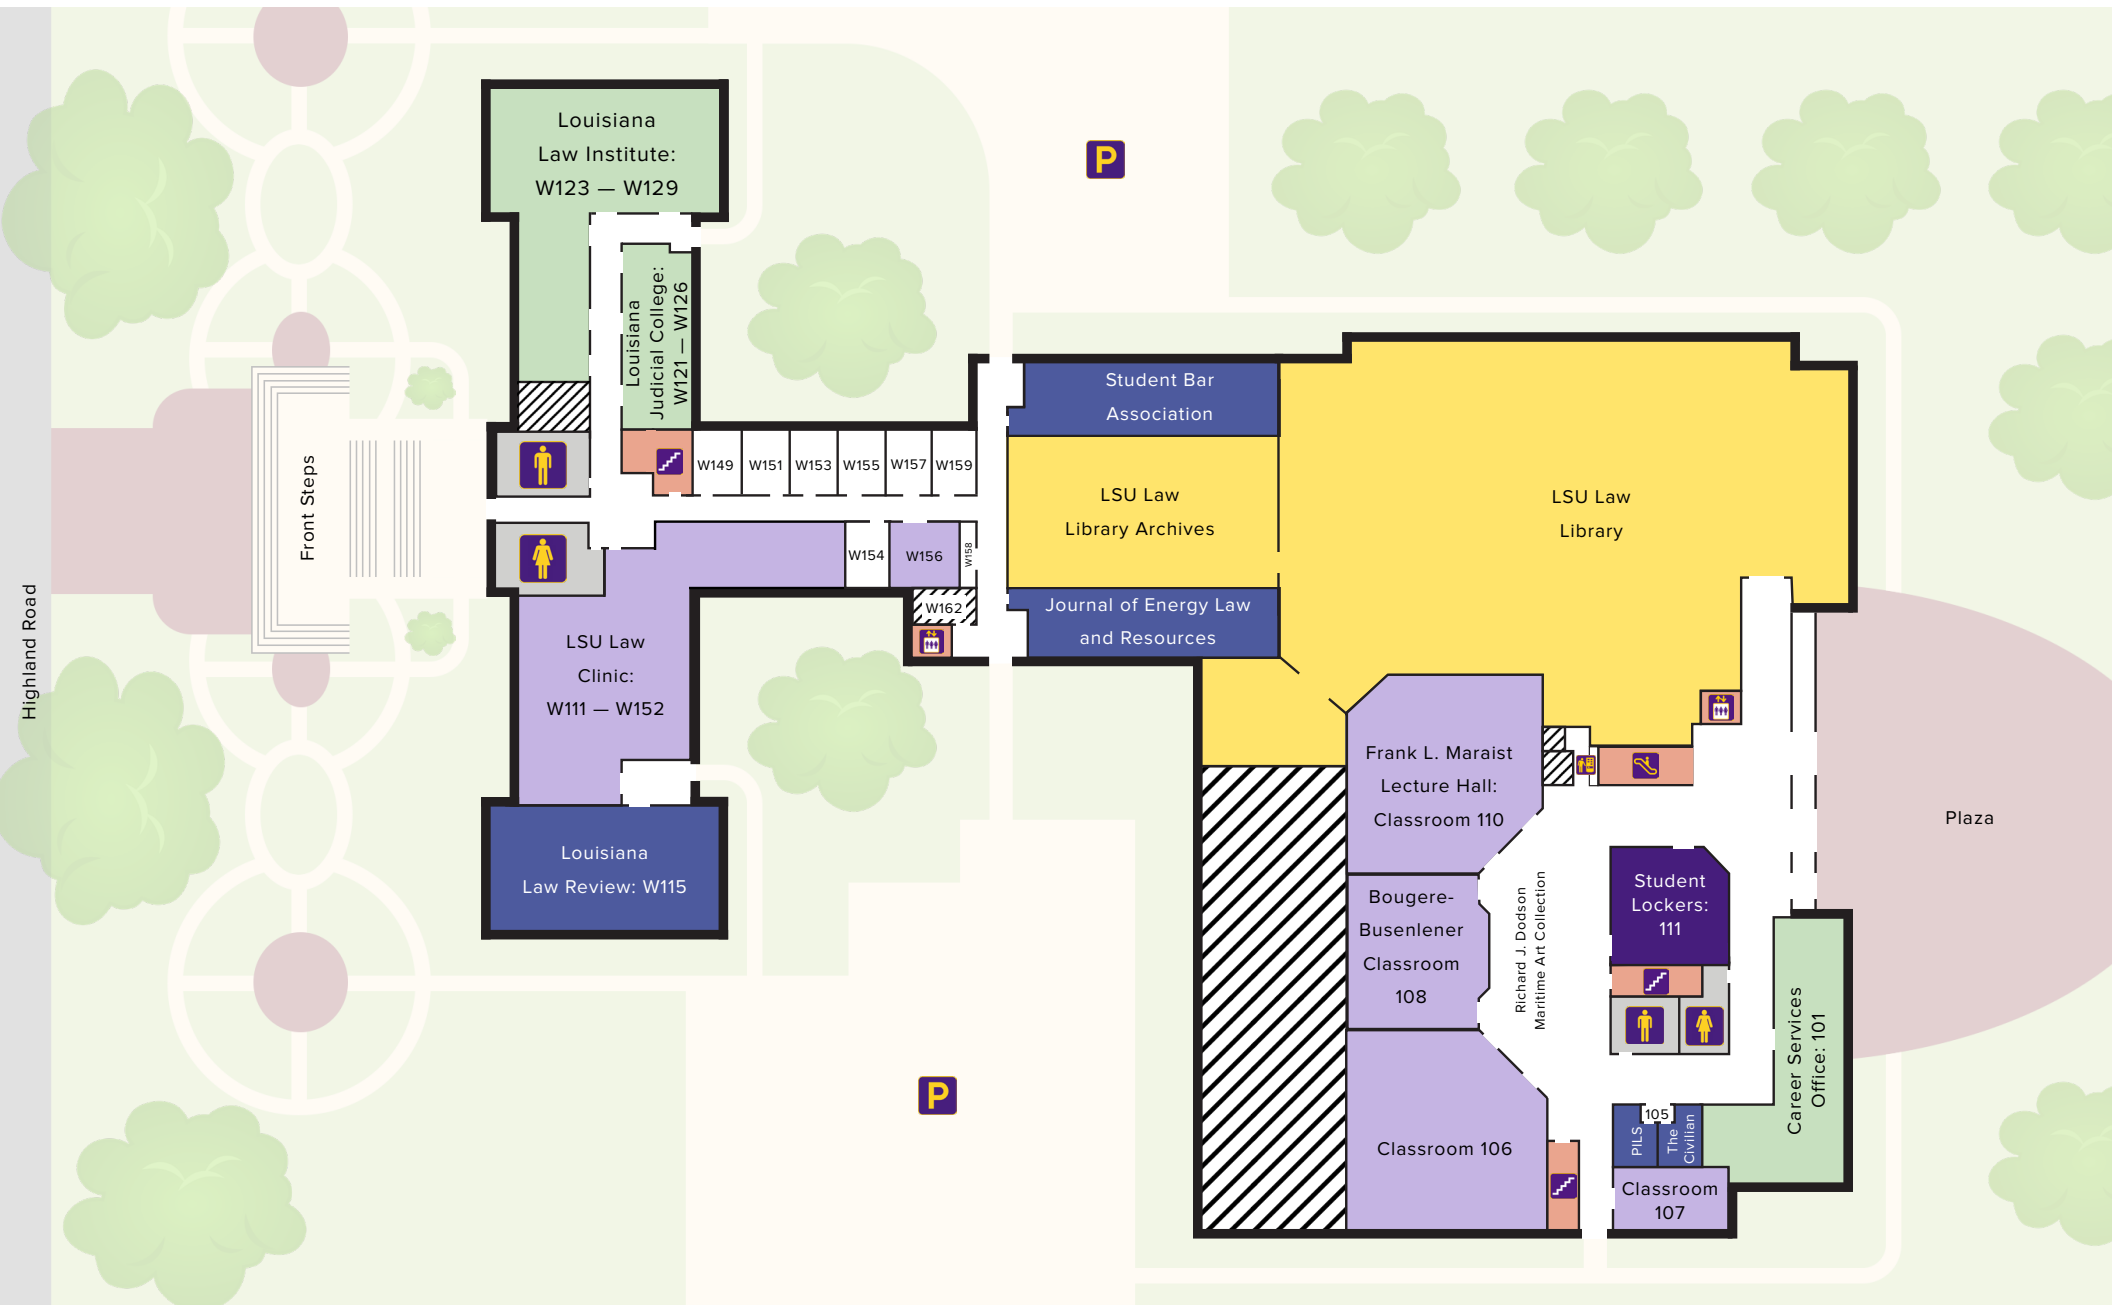 Louisiana
Law Institute:
W123 — W129
P
Louisiana
Judicial College:
W121 — W126
Student Bar
Association
W149
W151
W153
W155
W157
W159
LSU Law
Library Archives
LSU Law
Library
Front Steps
W154
W156
W158
W162
Journal of Energy Law
and Resources
Highland Road
LSU Law
Clinic:
W111 — W152
Frank L. Maraist
Lecture Hall:
Classroom 110
Plaza
Louisiana
Law Review: W115
Bougere-
Busenlener
Classroom
108
Richard J. Dodson
Maritime Art Collection
Student
Lockers:
111
Career Services
Office: 101
P
105
PILS
The
Civilian
Classroom 106
Classroom
107